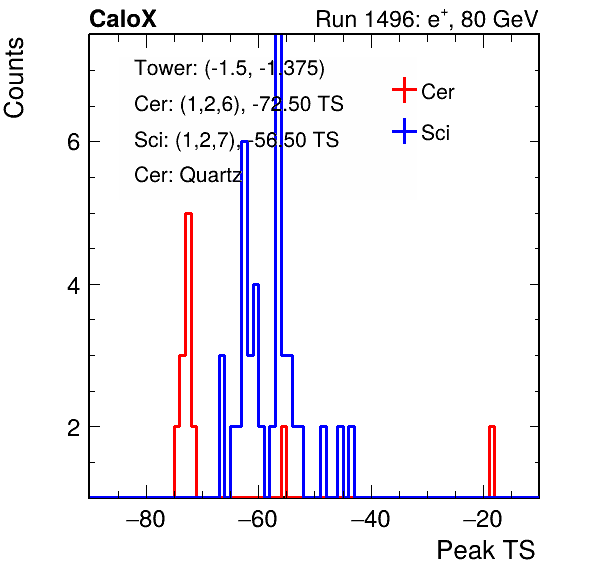 CaloX Run 1496: e⁺, 80 GeV
Counts
Tower: (-1.5, -1.375)
Cer: (1,2,6), -72.50 TS
Sci: (1,2,7), -56.50 TS
Cer: Quartz
Cer
Sci
6
4
2
−80 −60 −40 −20
Peak TS